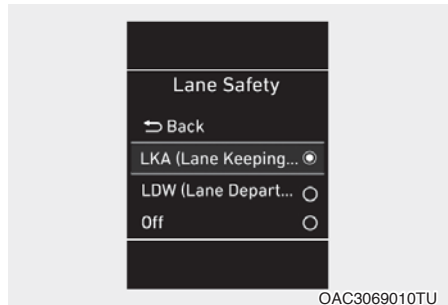 Lane Safety
Back
LKA (Lane Keeping...
LDW (Lane Depart...
Off
OAC3069010TU